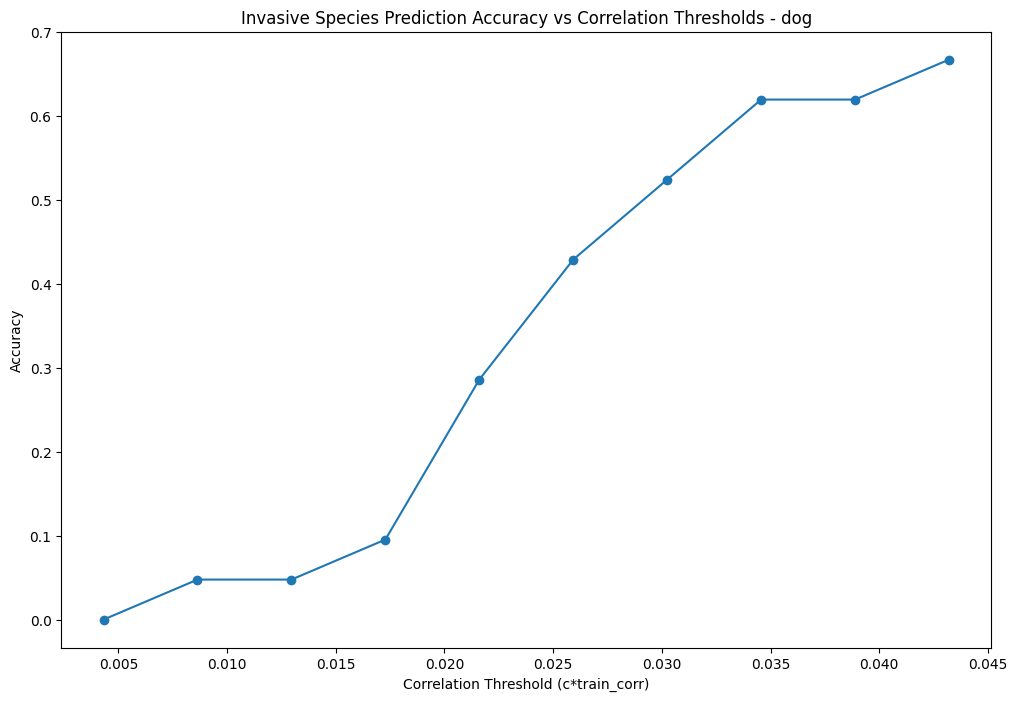 Invasive Species Prediction Accuracy vs Correlation Thresholds - dog
0.7
0.6
0.5
0.4
0.3
0.2
0.1
0.0
Accuracy
0.005 0.010 0.015 0.020 0.025 0.030 0.035 0.040 0.045
Correlation Threshold (c*train_corr)